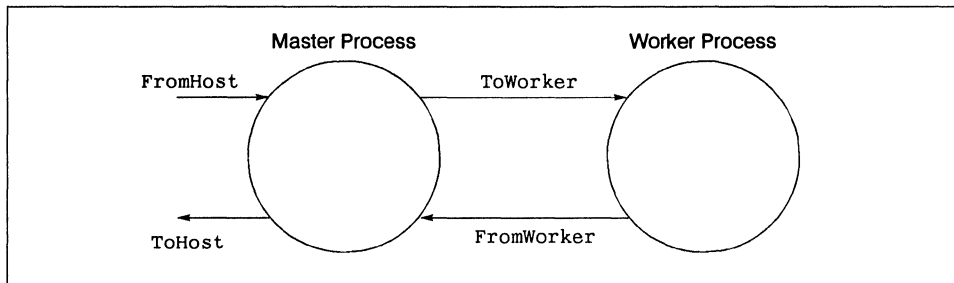 Master Process
Worker Process
FromHost
ToWorker
ToHost
FromWorker